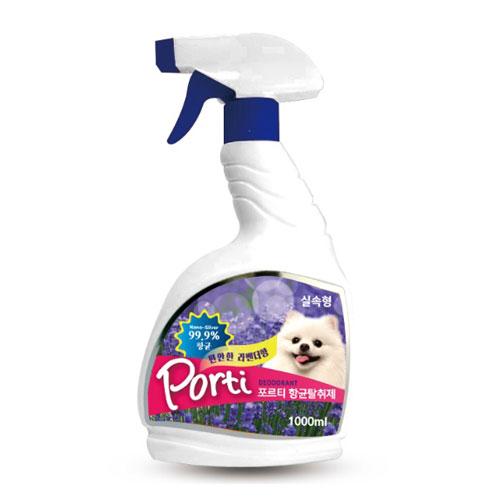 실속형
Nano-Silver
99.9%
항균
편안한 라벤더향
Porti
DEODORANT
포르티 항균탈취제
1000ml